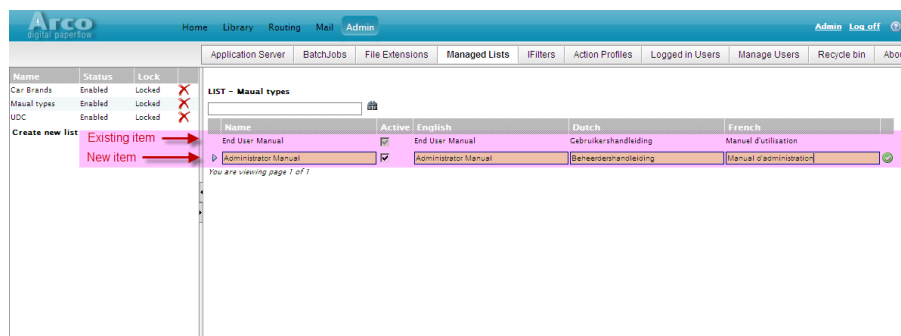 Arco
digital paperflow
Home Library Routing Mail Admin
Admin Log off
Application Server BatchJobs File Extensions Managed Lists IFilters Action Profiles Logged in Users Manage Users Recycle bin Abou
Name Status Lock
Car Brands Enabled Locked
Maual types Enabled Locked
UDC Enabled Locked
Create new list
LIST - Maual types
Name Active English Dutch French
Existing item
End User Manual End User Manual Gebruikershandleiding Manuel d'utilisation
New item
Administrator Manual Administrator Manual Beheerdershandleiding Manual d'administration
You are viewing page 1 of 1